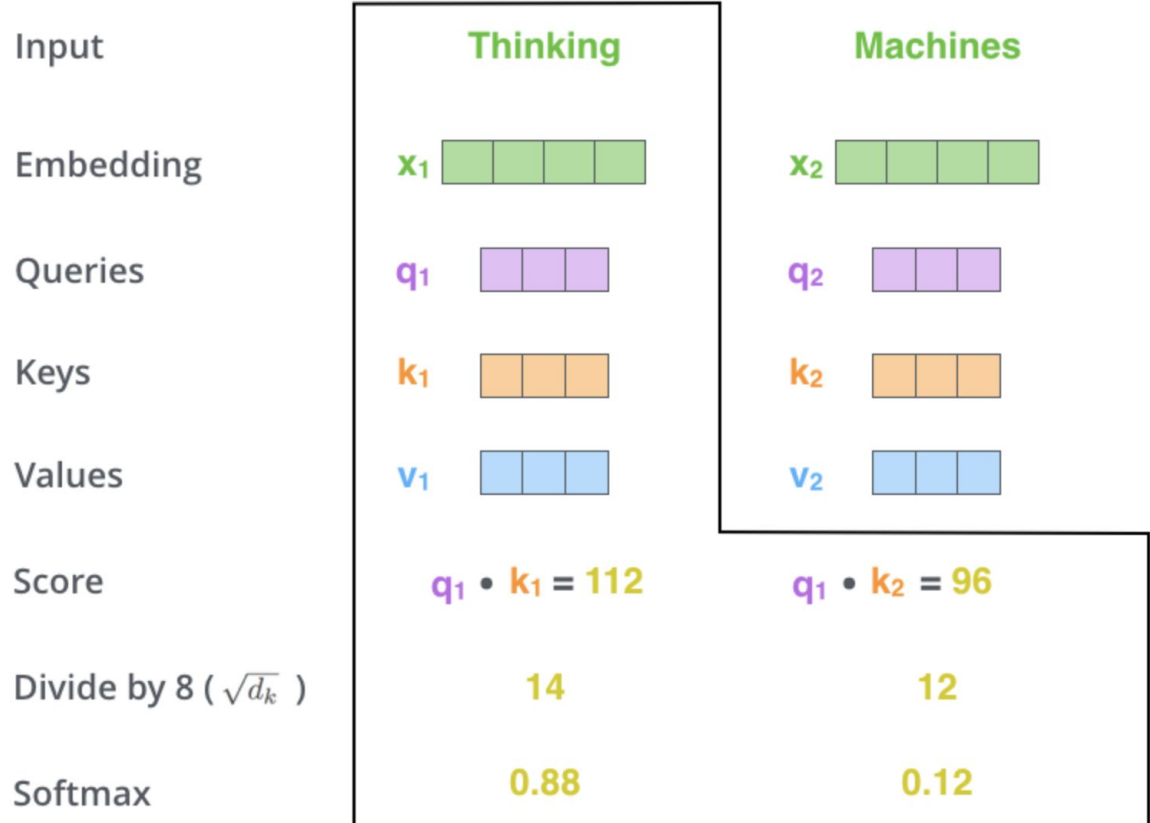 Input Thinking Machines
Embedding x1 x2
Queries q1 q2
Keys k1 k2
Values v1 v2
Score q1 • k1 = 112 q1 • k2 = 96
Divide by 8 ( √dk ) 14 12
Softmax 0.88 0.12